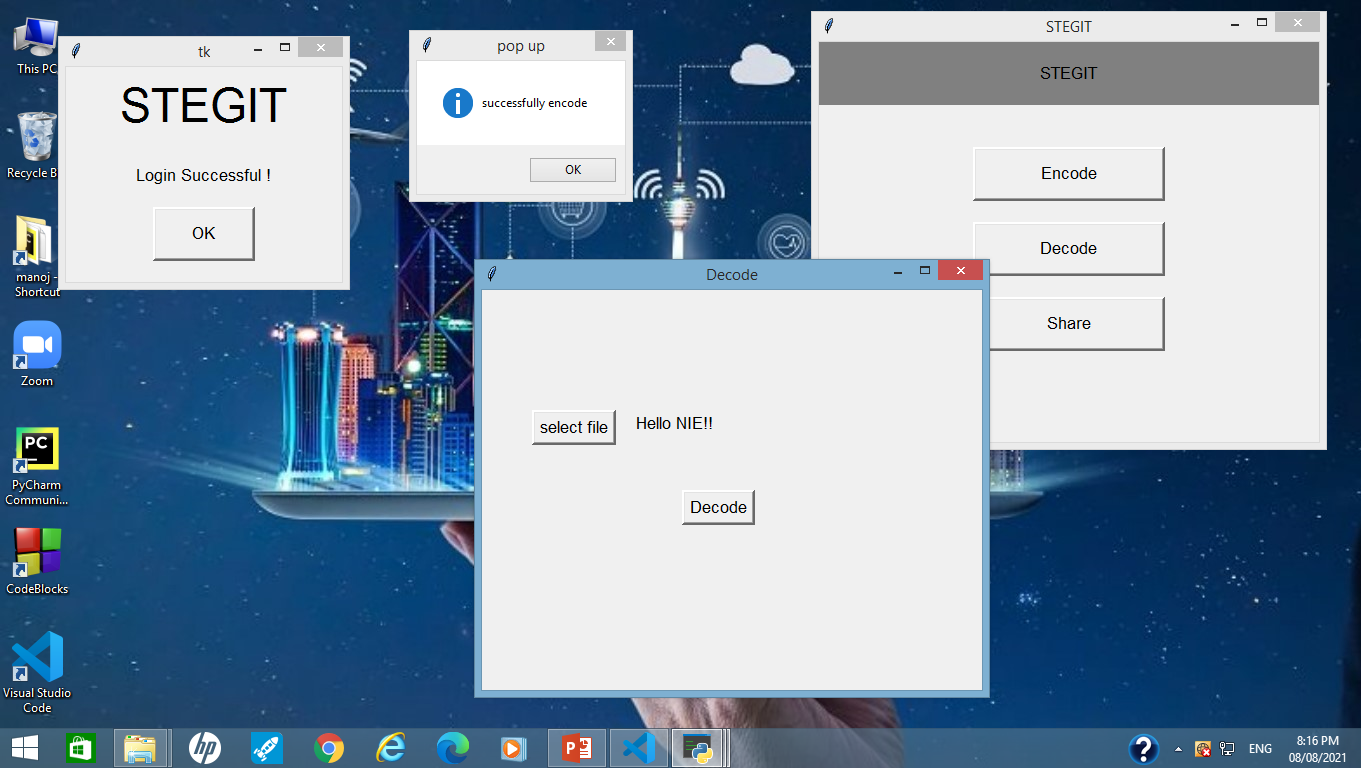 This PC
Recycle B
manoj -
Shortcut
Zoom
PC
PyCharm
Communi...
CodeBlocks
Visual Studio
Code
tk
STEGIT
Login Successful !
OK
pop up
successfully encode
OK
STEGIT
STEGIT
Encode
Decode
Share
Decode
select file
Hello NIE!!
Decode
hp
P
?
ENG
8:16 PM
08/08/2021